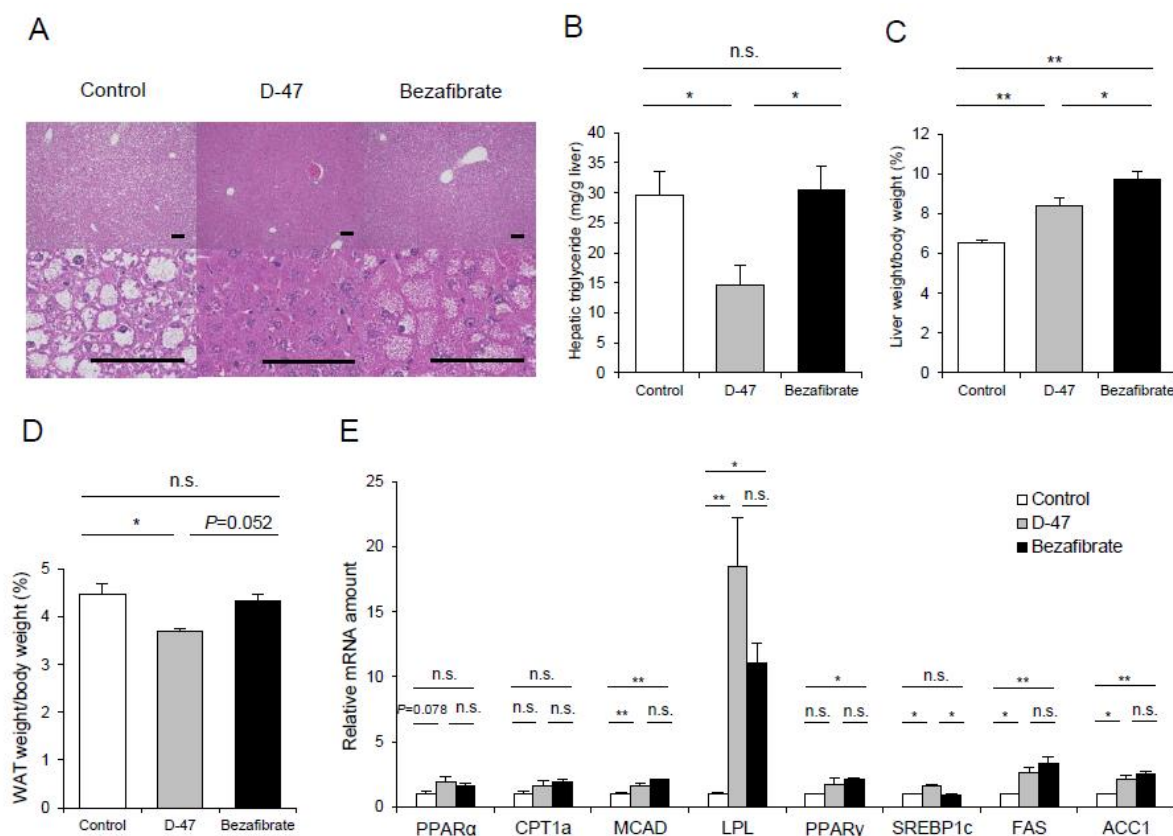 A
Control D-47 Bezafibrate
B
n.s.
* *
Hepatic triglyceride (mg/g liver)
40
35
30
25
20
15
10
5
0
Control D-47 Bezafibrate
C
**
** *
Liver weight/body weight (%)
12
10
8
6
4
2
0
Control D-47 Bezafibrate
D
n.s.
* P=0.052
WAT weight/body weight (%)
5
4
3
2
1
0
Control D-47 Bezafibrate
E
Relative mRNA amount
25
20
15
10
5
0
Control
D-47
Bezafibrate
n.s.
P=0.078 n.s.
n.s.
n.s. n.s.
**
** n.s.
*
** n.s.
*
n.s. n.s.
n.s.
* *
**
* n.s.
**
* n.s.
PPARα CPT1a MCAD LPL PPARγ SREBP1c FAS ACC1